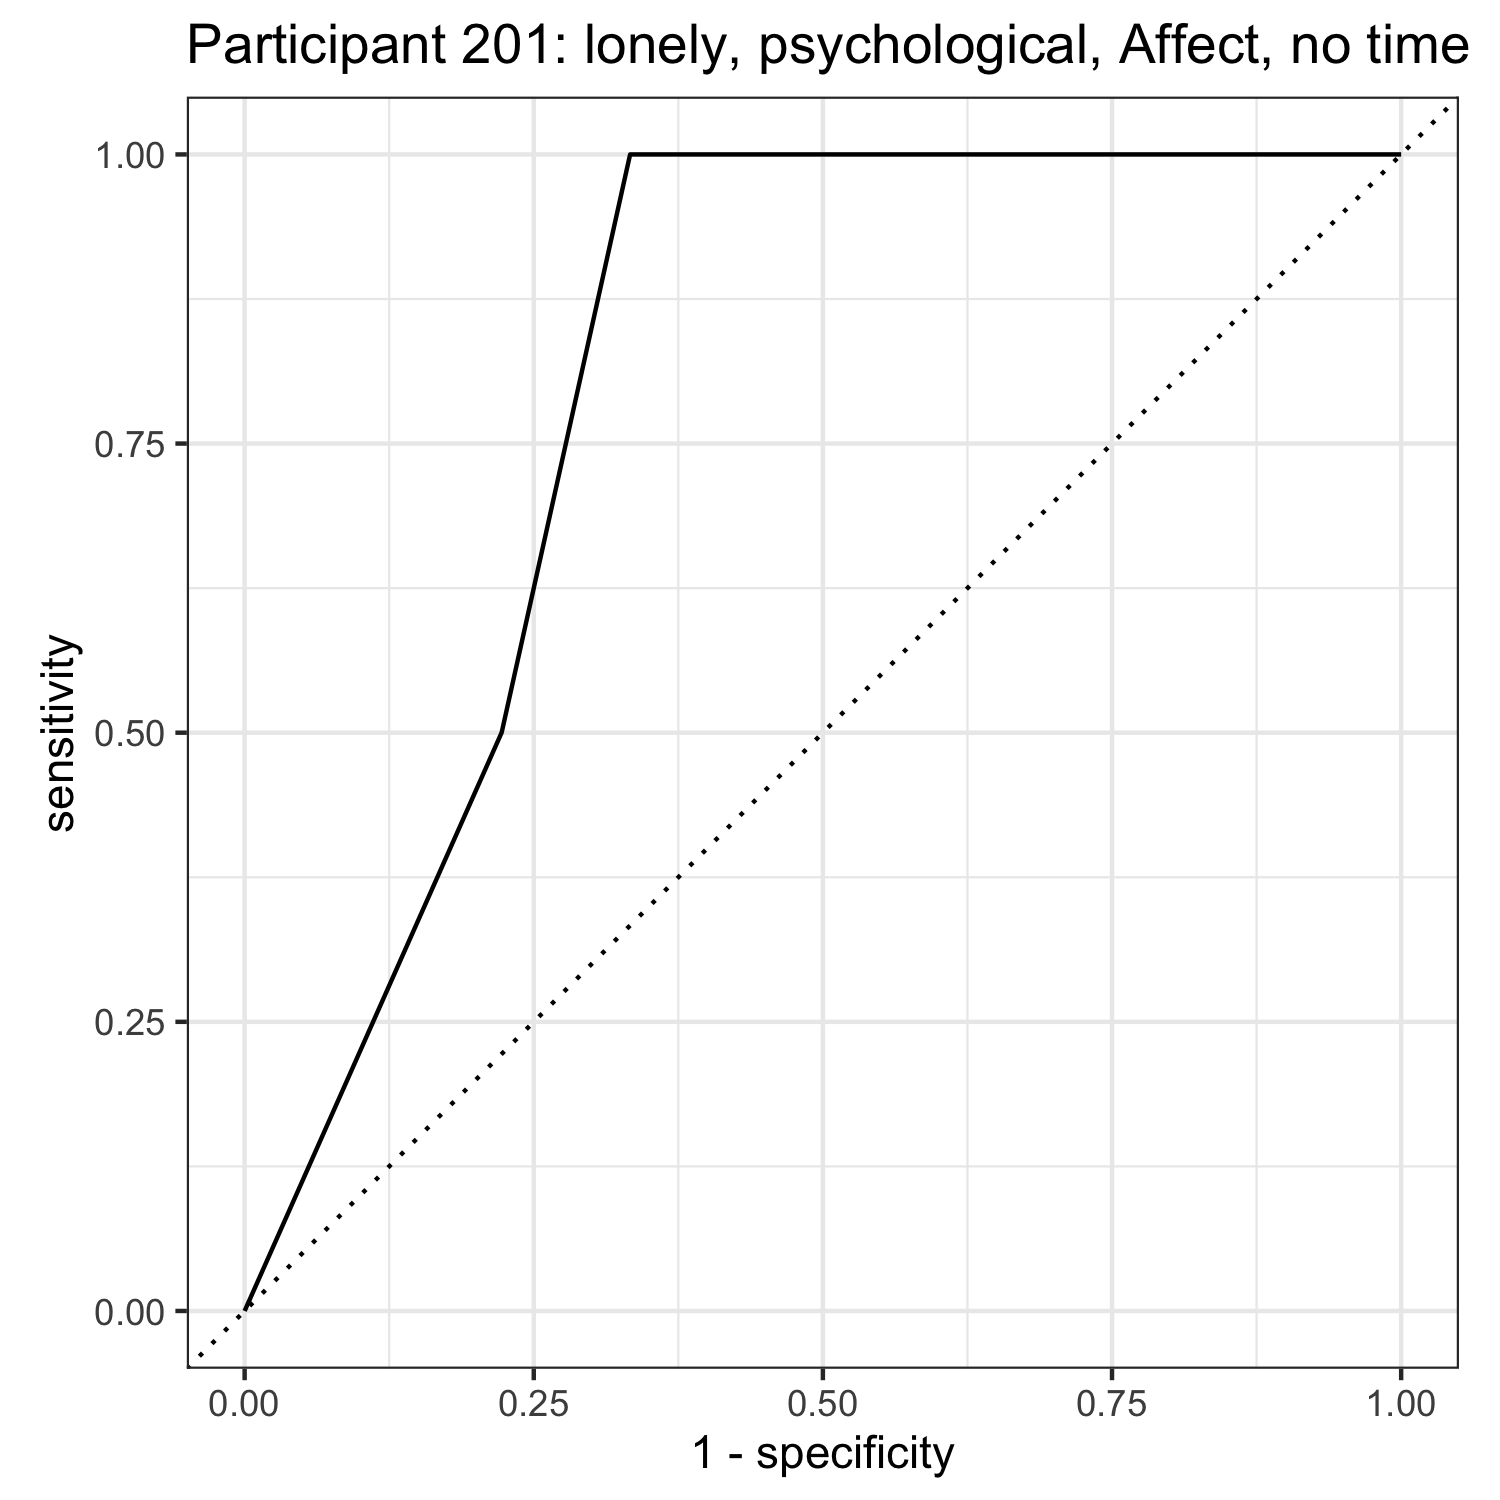 Participant 201: lonely, psychological, Affect, no time
1.00
0.75
0.50
0.25
0.00
sensitivity
0.00 0.25 0.50 0.75 1.00
1 - specificity